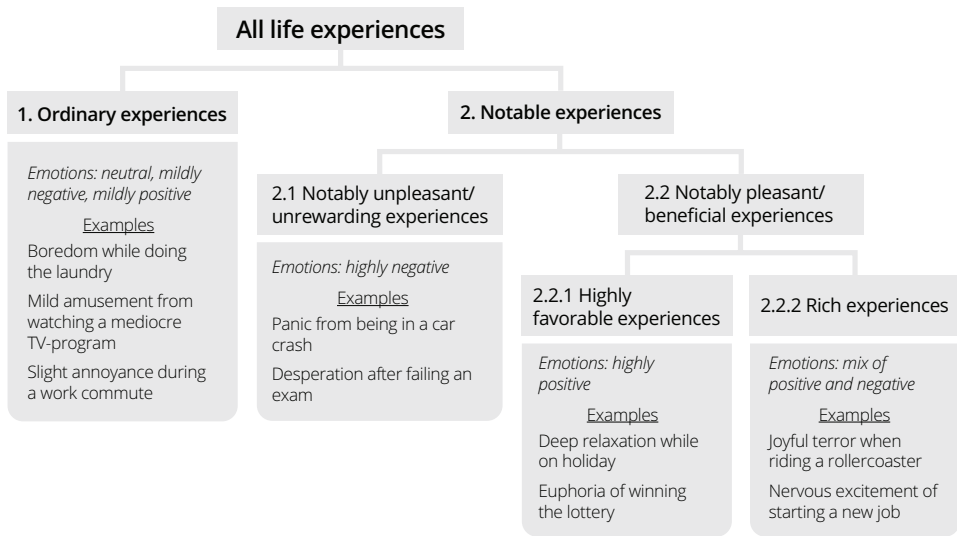 All life experiences
1. Ordinary experiences
Emotions: neutral, mildly
negative, mildly positive
Examples
Boredom while doing
the laundry
Mild amusement from
watching a mediocre
TV-program
Slight annoyance during
a work commute
2. Notable experiences
2.1 Notably unpleasant/
unrewarding experiences
Emotions: highly negative
Examples
Panic from being in a car
crash
Desperation after failing an
exam
2.2 Notably pleasant/
beneficial experiences
2.2.1 Highly
favorable experiences
Emotions: highly
positive
Examples
Deep relaxation while
on holiday
Euphoria of winning
the lottery
2.2.2 Rich experiences
Emotions: mix of
positive and negative
Examples
Joyful terror when
riding a rollercoaster
Nervous excitement of
starting a new job